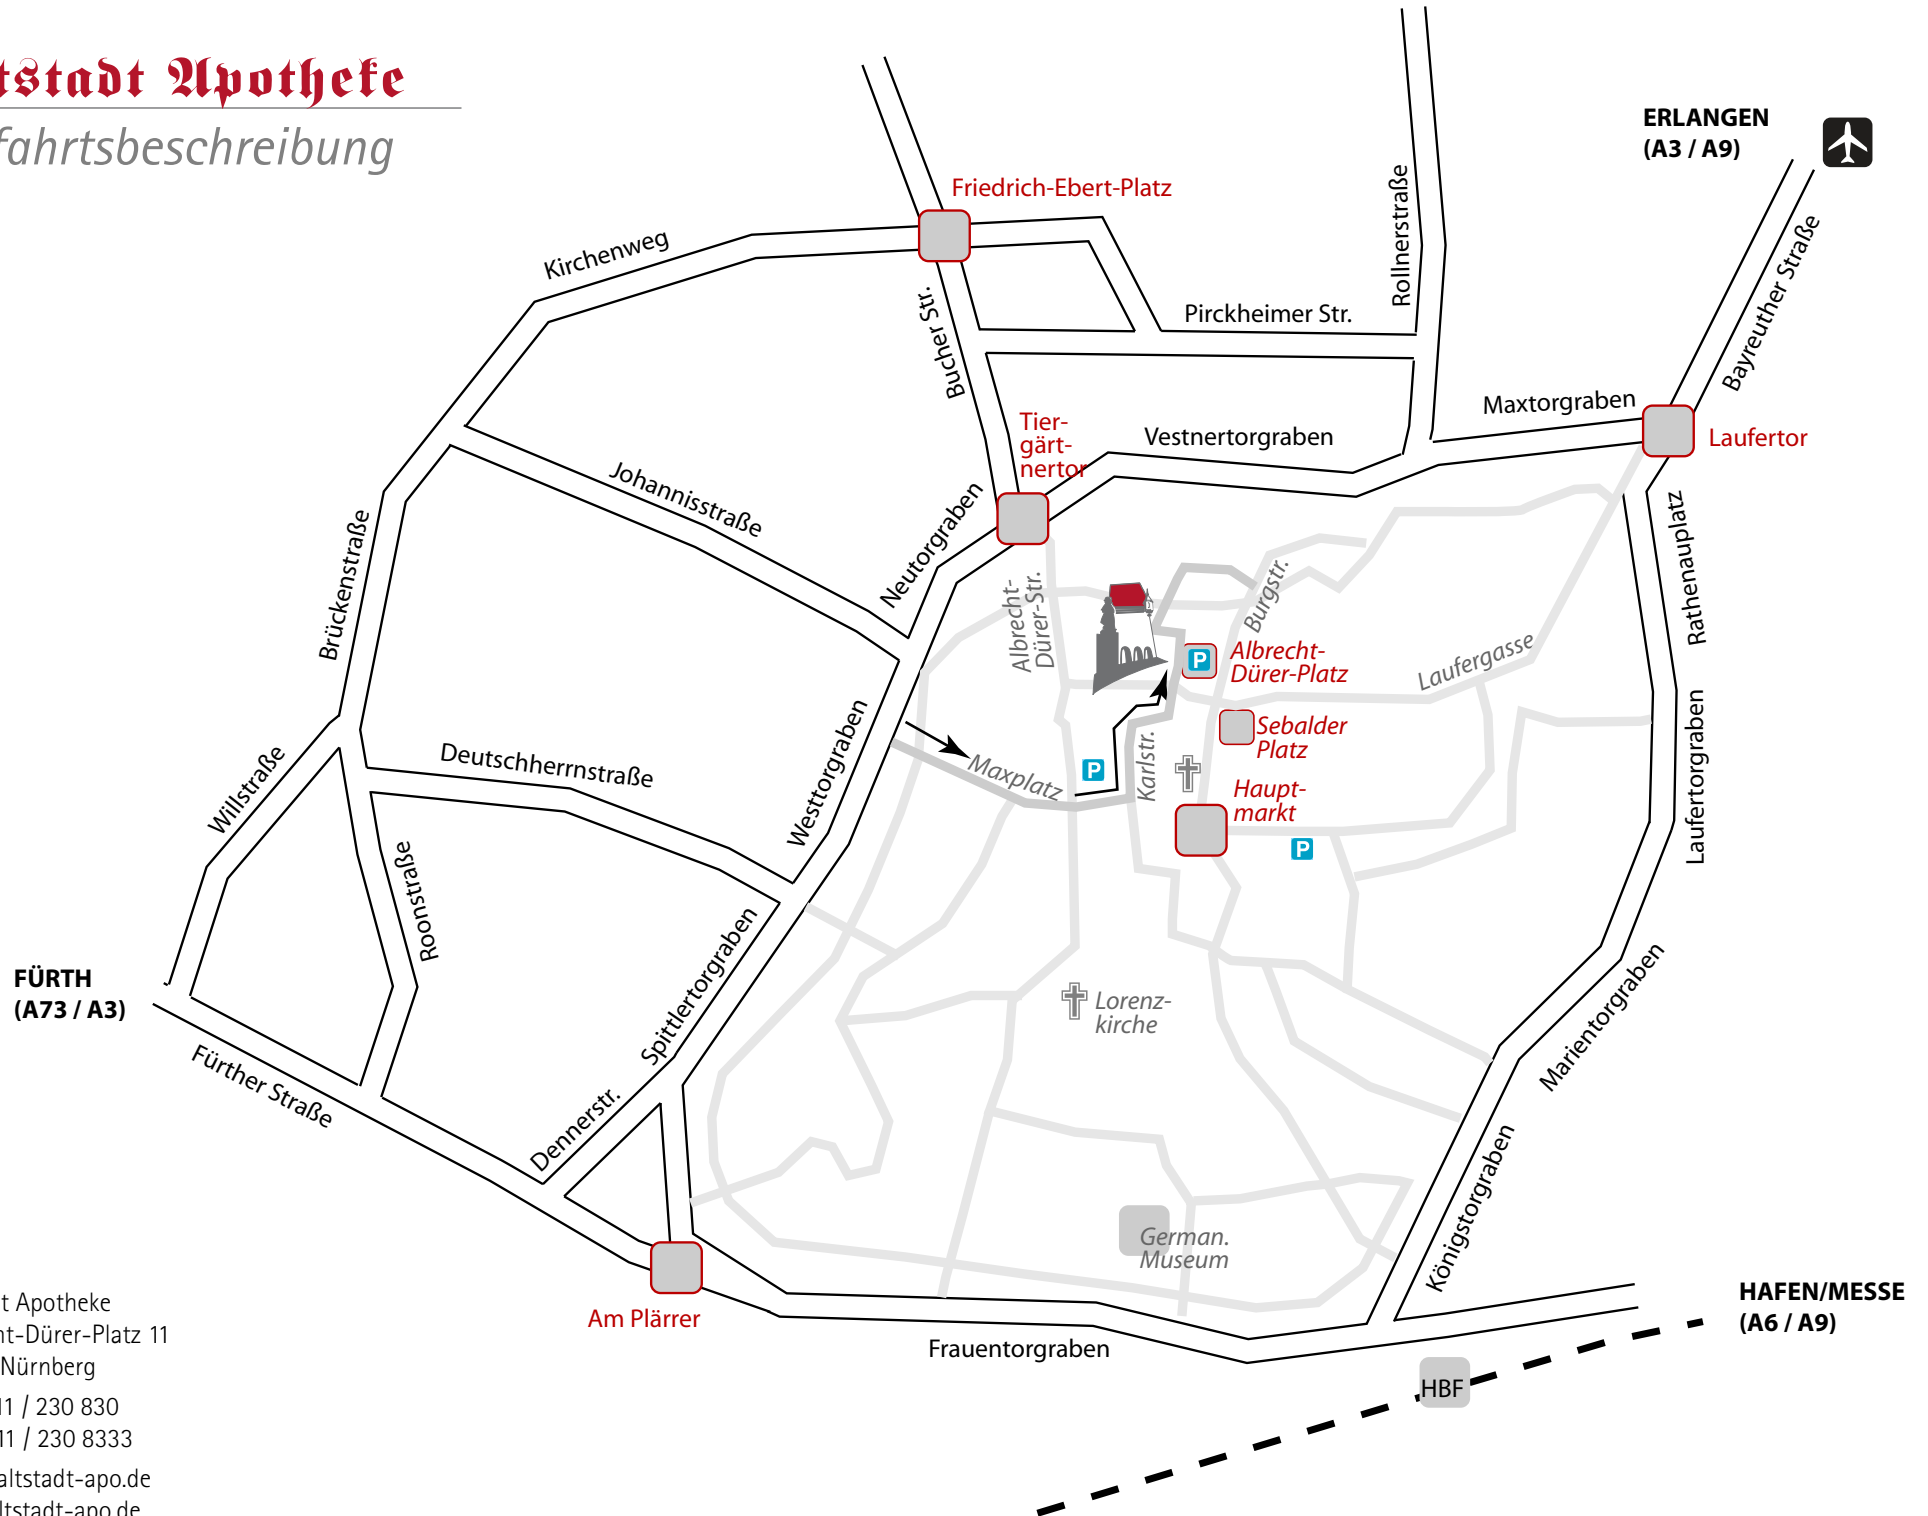 tstadt Apotheke
fahrtsbeschreibung
ERLANGEN
(A3 / A9)
Friedrich-Ebert-Platz
Kirchenweg
Rollnerstraße
Bayreuther Straße
Bucher Str.
Pirckheimer Str.
Maxtorgraben
Laufertor
Tier-
gärt-
nertor
Vestnertorgraben
Johannisstraße
Neutorgraben
Brückenstraße
Rathenauplatz
Albrecht-
Dürer-Str.
Burgstr.
P
Albrecht-
Dürer-Platz
Laufergasse
Sebalder
Platz
Laufertorgraben
Westtorgraben
Willstraße
Deutschherrnstraße
Maxplatz
P
Karlstr.
Haupt-
markt
P
Roonstraße
Spittlertorgraben
FÜRTH
(A73 / A3)
Lorenz-
kirche
Marientorgraben
Fürther Straße
Dennerstr.
Königstorgraben
German.
Museum
Am Plärrer
Frauentorgraben
HAFEN/MESSE
(A6 / A9)
HBF
t Apotheke
ht-Dürer-Platz 11
Nürnberg
11 / 230 830
11 / 230 8333
altstadt-apo.de
ltstadt-apo.de